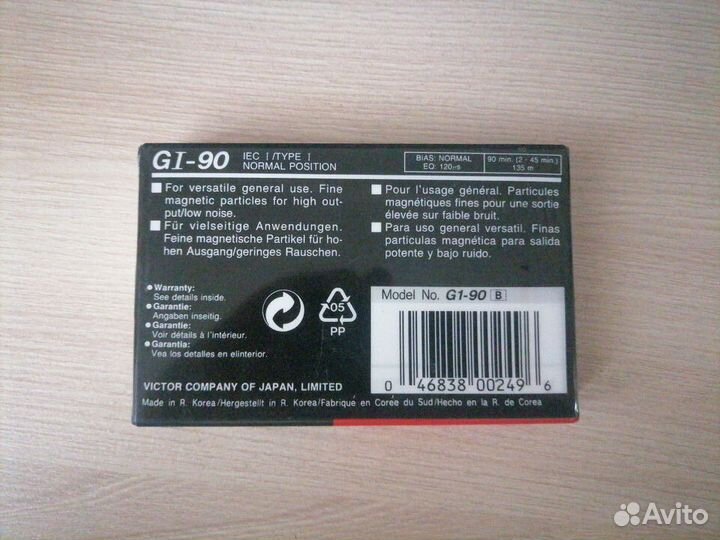 GI-90
IEC I/TYPE I
NORMAL POSITION
BIAS: NORMAL
EQ: 120μs
90 min. (2 - 45 min.)
135 m
For versatile general use. Fine
magnetic particles for high out-
put/low noise.
Für vielseitige Anwendungen.
Feine magnetische Partikel für ho-
hen Ausgang/geringes Rauschen.
Pour l'usage général. Particules
magnétiques fines pour une sortie
élevée sur faible bruit.
Para uso general versatil. Finas
particulas magnética para salida
potente y bajo ruido.
Warranty:
See details inside.
Garantie:
Angaben inseitig.
Garantie:
Voir détails à l'intérieur.
Garantia:
Vea los detalles en elinterior.
05
PP
Model No. G1-90 B
0 46838 00249 6
VICTOR COMPANY OF JAPAN, LIMITED
Made in R. Korea/Hergestellt in R. Korea/Fabrique en Corée du Sud/Hecho en la R. de Corea
Avito